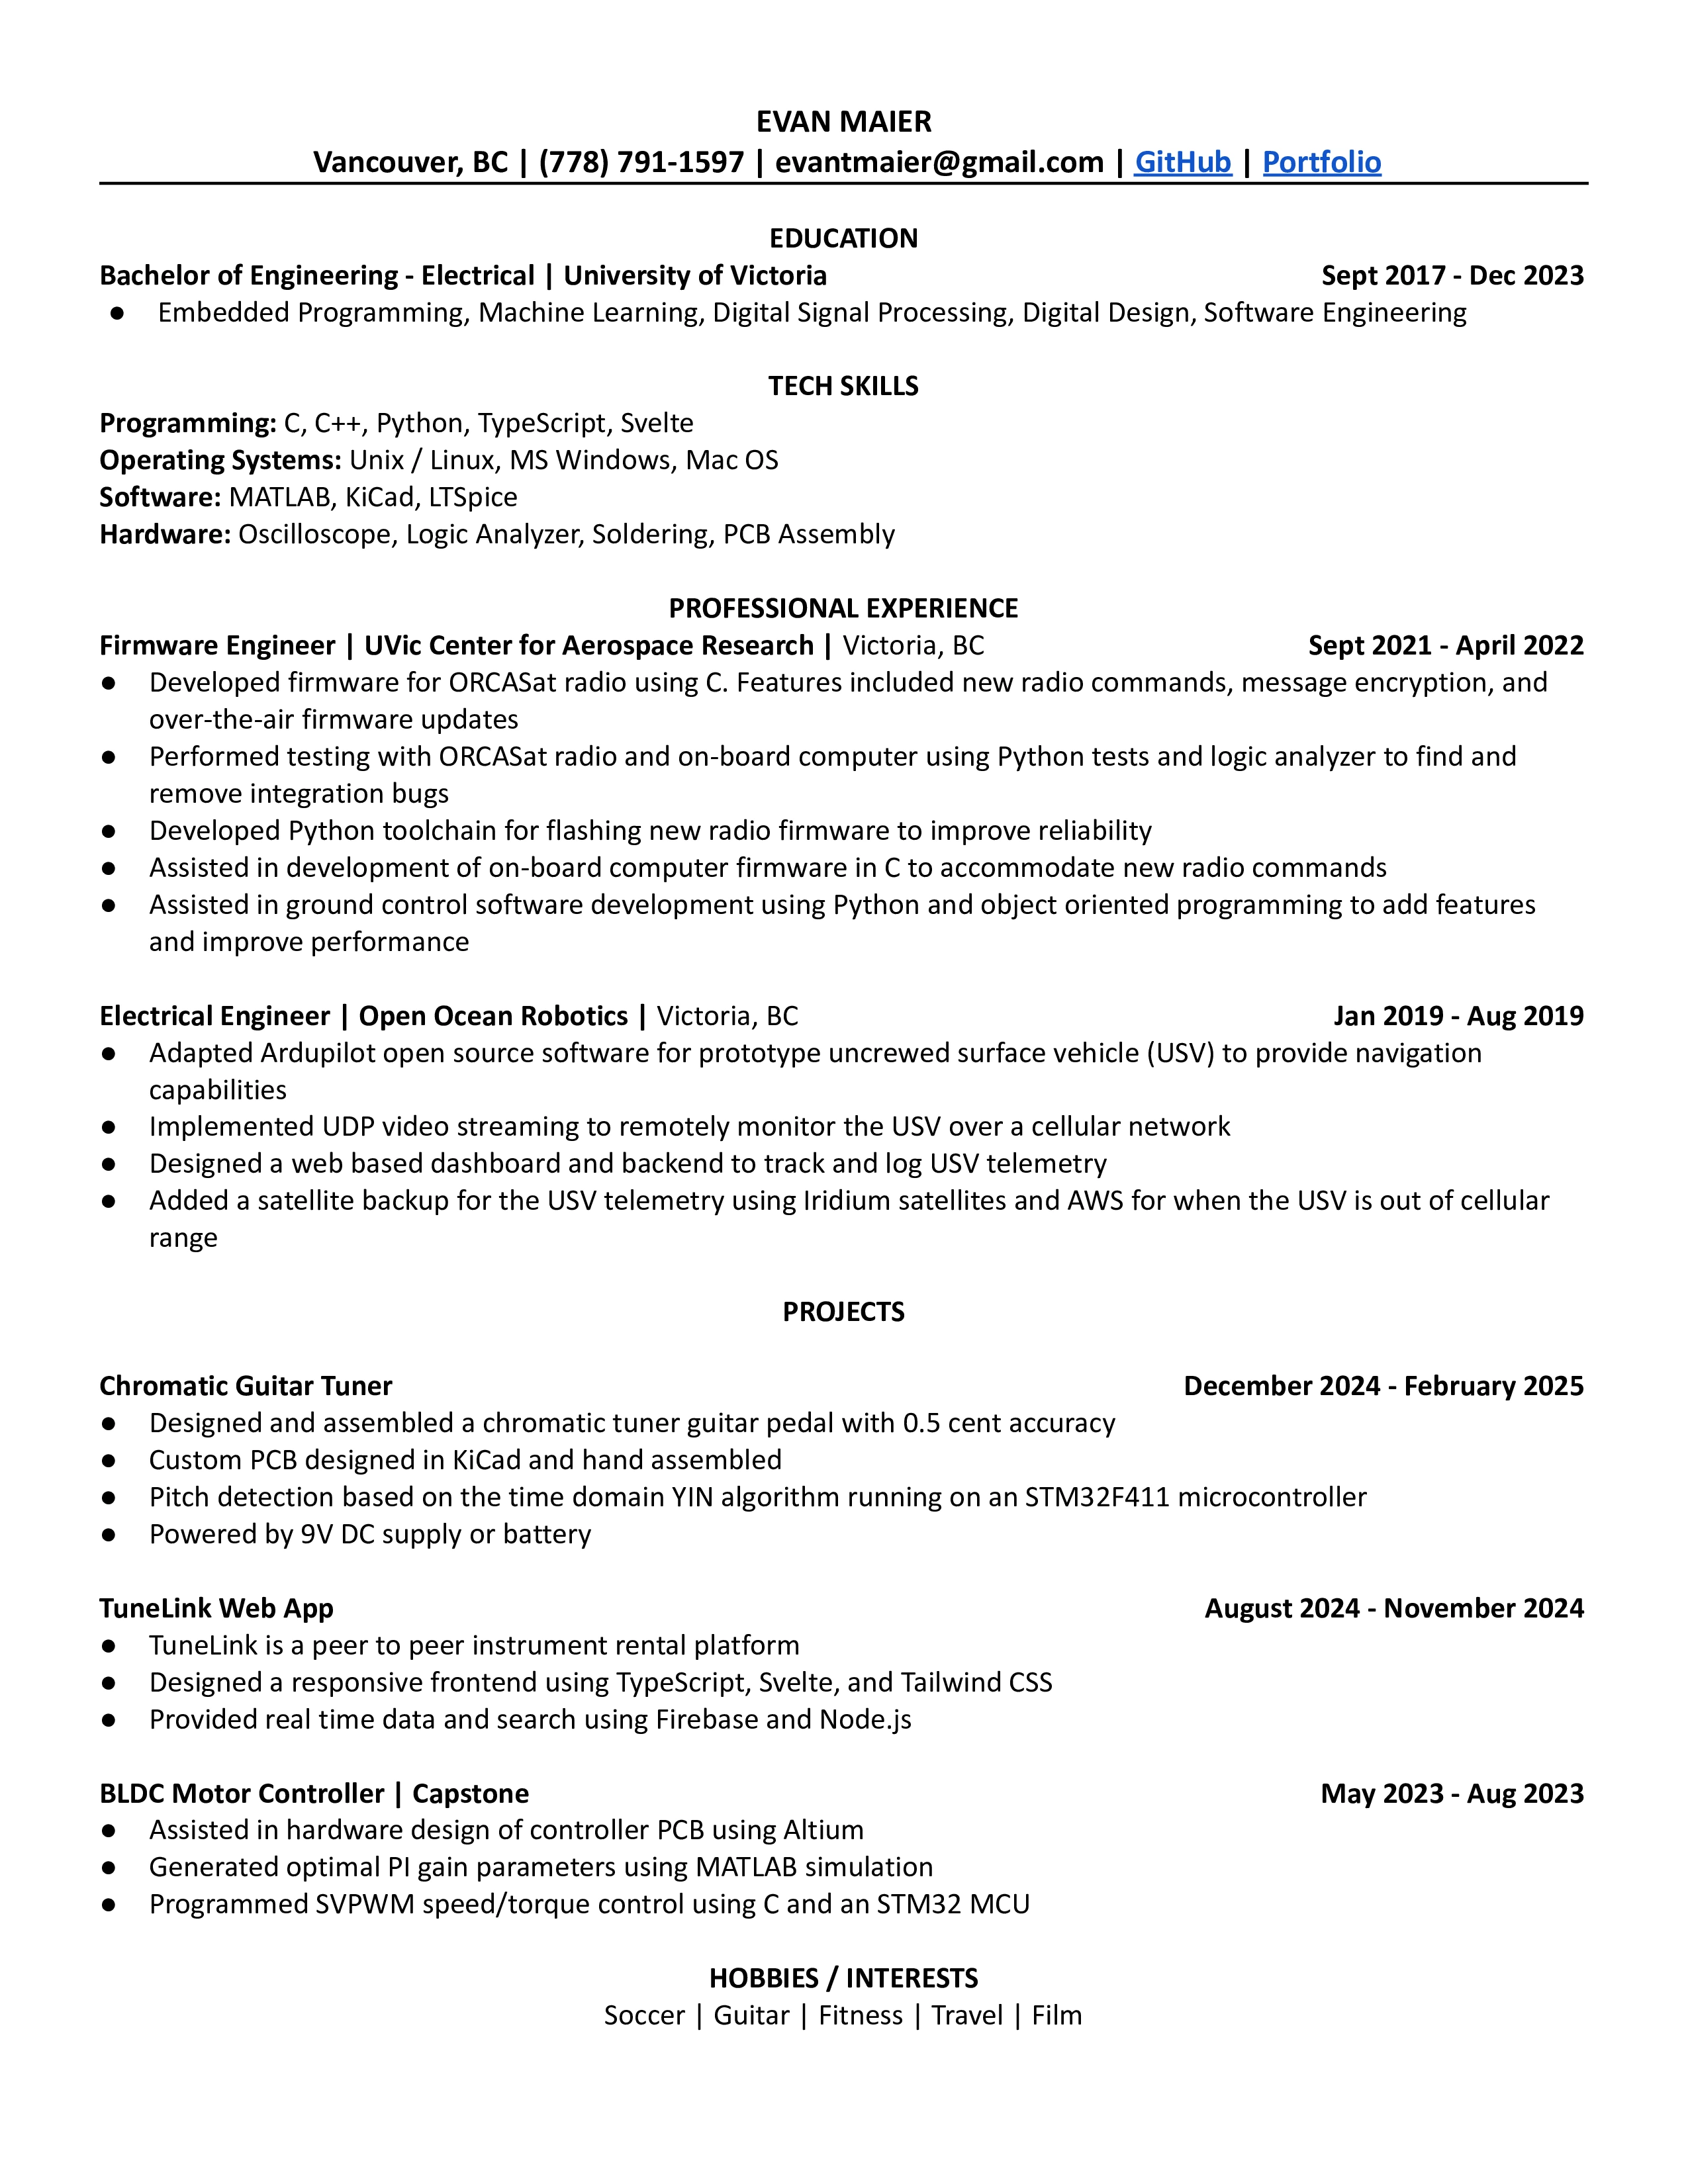 EVAN MAIER
Vancouver, BC | (778) 791-1597 | evantmaier@gmail.com | GitHub | Portfolio
EDUCATION
Bachelor of Engineering - Electrical | University of Victoria Sept 2017 - Dec 2023
● Embedded Programming, Machine Learning, Digital Signal Processing, Digital Design, Software Engineering
TECH SKILLS
Programming: C, C++, Python, TypeScript, Svelte
Operating Systems: Unix / Linux, MS Windows, Mac OS
Software: MATLAB, KiCad, LTSpice
Hardware: Oscilloscope, Logic Analyzer, Soldering, PCB Assembly
PROFESSIONAL EXPERIENCE
Firmware Engineer | UVic Center for Aerospace Research | Victoria, BC Sept 2021 - April 2022
● Developed firmware for ORCASat radio using C. Features included new radio commands, message encryption, and
over-the-air firmware updates
● Performed testing with ORCASat radio and on-board computer using Python tests and logic analyzer to find and
remove integration bugs
● Developed Python toolchain for flashing new radio firmware to improve reliability
● Assisted in development of on-board computer firmware in C to accommodate new radio commands
● Assisted in ground control software development using Python and object oriented programming to add features
and improve performance
Electrical Engineer | Open Ocean Robotics | Victoria, BC Jan 2019 - Aug 2019
● Adapted Ardupilot open source software for prototype uncrewed surface vehicle (USV) to provide navigation
capabilities
● Implemented UDP video streaming to remotely monitor the USV over a cellular network
● Designed a web based dashboard and backend to track and log USV telemetry
● Added a satellite backup for the USV telemetry using Iridium satellites and AWS for when the USV is out of cellular
range
PROJECTS
Chromatic Guitar Tuner December 2024 - February 2025
● Designed and assembled a chromatic tuner guitar pedal with 0.5 cent accuracy
● Custom PCB designed in KiCad and hand assembled
● Pitch detection based on the time domain YIN algorithm running on an STM32F411 microcontroller
● Powered by 9V DC supply or battery
TuneLink Web App August 2024 - November 2024
● TuneLink is a peer to peer instrument rental platform
● Designed a responsive frontend using TypeScript, Svelte, and Tailwind CSS
● Provided real time data and search using Firebase and Node.js
BLDC Motor Controller | Capstone May 2023 - Aug 2023
● Assisted in hardware design of controller PCB using Altium
● Generated optimal PI gain parameters using MATLAB simulation
● Programmed SVPWM speed/torque control using C and an STM32 MCU
HOBBIES / INTERESTS
Soccer | Guitar | Fitness | Travel | Film